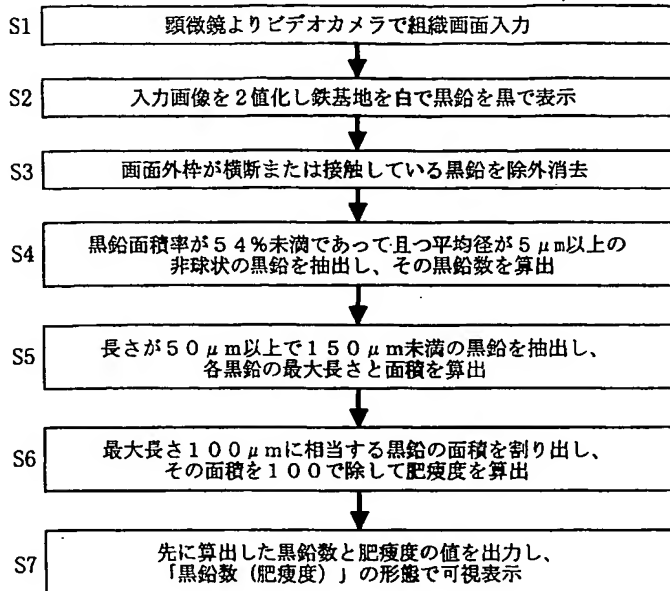 S1 顕微鏡よりビデオカメラで組織画面入力
S2 入力画像を2値化し鉄基地を白で黒鉛を黒で表示
S3 画面外枠が横断または接触している黒鉛を除外消去
S4 黒鉛面積率が54%未満であって且つ平均径が5μm以上の
非球状の黒鉛を抽出し、その黒鉛数を算出
S5 長さが50μm以上で150μm未満の黒鉛を抽出し、
各黒鉛の最大長さと面積を算出
S6 最大長さ100μmに相当する黒鉛の面積を割り出し、
その面積を100で除して肥痩度を算出
S7 先に算出した黒鉛数と肥痩度の値を出力し、
「黒鉛数(肥痩度)」の形態で可視表示